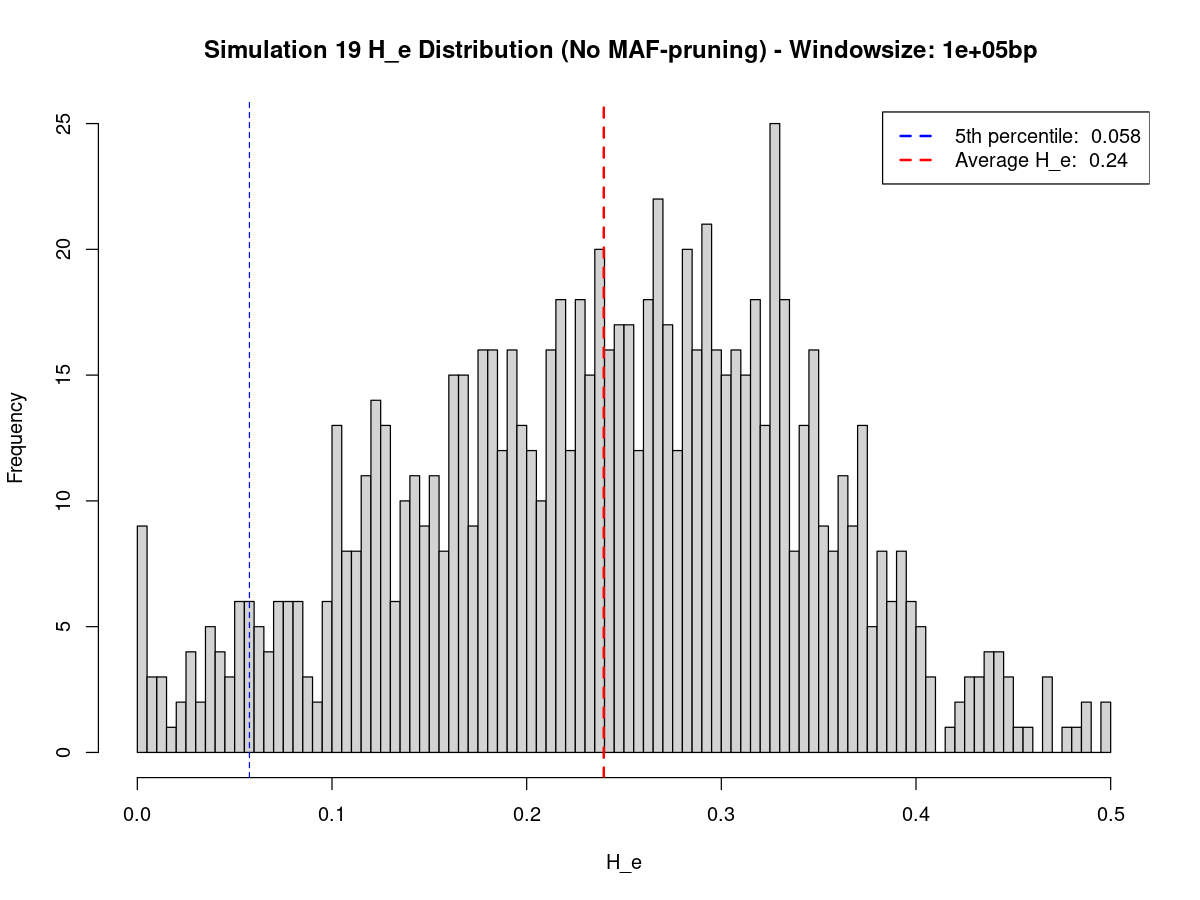 Simulation 19 H_e Distribution (No MAF-pruning) - Windowsize: 1e+05bp
5th percentile:  0.058
Average H_e:  0.24
Frequency
25
20
15
10
5
0
0.0 0.1 0.2 0.3 0.4 0.5
H_e